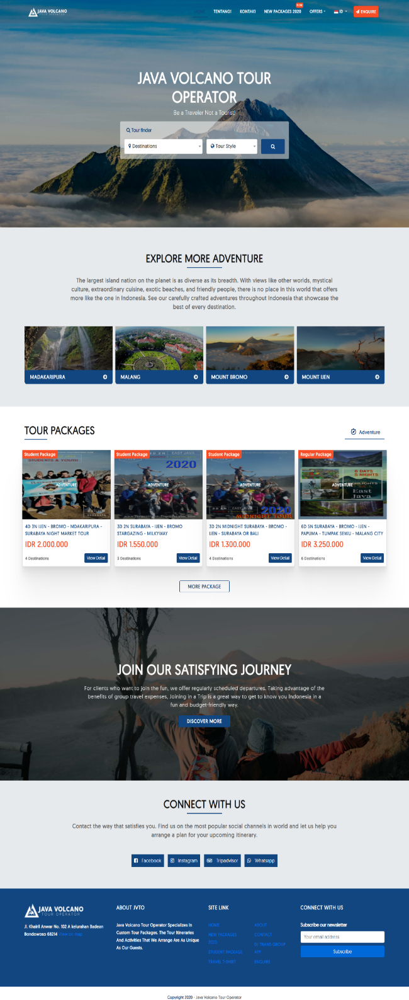 JAVA VOLCANO
TOUR OPERATOR
HOME
TENTANG!
KONTAK!
NEW PACKAGES 2020
NEW
OFFERS
ID
ENQUIRE
JAVA VOLCANO TOUR
OPERATOR
Be a Traveler Not a Tourist!
Tour finder
Destinations
Tour Style
EXPLORE MORE ADVENTURE
The largest island nation on the planet is as diverse as its breadth. With views like other worlds, mystical
culture, extraordinary cuisine, exotic beaches, and friendly people, there is no place in this world that offers
more like the one in Indonesia. See our carefully crafted adventures throughout Indonesia that showcase the
best of every destination.
MADAKARIPURA
MALANG
MOUNT BROMO
MOUNT IJEN
TOUR PACKAGES
Adventure
Student Package
STUDENTS & YOUTH
ADVENTURE
4D 3N IJEN - BROMO - MDAKARIPURA -
SURABAYA NIGHT MARKET TOUR
IDR 2.000.000
4 Destinations
View Detail
Student Package
EAST JAVA
2020
ADVENTURE
3D 2N SURABAYA - IJEN - BROMO
STARGAZING - MILKYWAY
IDR 1.550.000
3 Destinations
View Detail
Student Package
ADVENTURE
2020
MIDNIGHT TOUR
3D 2N MIDNIGHT SURABAYA - BROMO -
IJEN - SURABAYA OR BALI
IDR 1.300.000
4 Destinations
View Detail
Regular Package
6 DAYS
5 NIGHTS
ADVENTURE
East
Java
6D 5N SURABAYA - BROMO - IJEN -
PAPUMA - TUMPAK SEWU - MALANG CITY
IDR 3.250.000
6 Destinations
View Detail
MORE PACKAGE
JOIN OUR SATISFYING JOURNEY
For clients who want to join the fun, we offer regularly scheduled departures. Taking advantage of the
benefits of group travel expenses, Joining in a Trip is a great way to get to know you Indonesia in a
fun and budget-friendly way.
DISCOVER MORE
CONNECT WITH US
Contact the way that satisfies you. Find us on the most popular social channels in world and let us help you
arrange a plan for your upcoming itinerary.
Facebook
Instagram
Tripadvisor
Whatsapp
JAVA VOLCANO
TOUR OPERATOR
Jl. Khairil Anwar No. 102 A kelurahan Badean
Bondowoso 68214 View on map
ABOUT JVTO
Java Volcano Tour Operator Specializes In
Custom Tour Packages. The Tour Itineraries
And Activities That We Arrange Are As Unique
As Our Guests.
SITE LINK
HOME
NEW PACKAGES
2020
STUDENT PACKAGE
TRAVEL T-SHIRT
ABOUT
CONTACT
BJ TRANS GROUP
APP
ENQUIRE
CONNECT WITH US
Subscribe our newsletter
Your email address
Subscribe
Copyright 2020 - Java Volcano Tour Operator